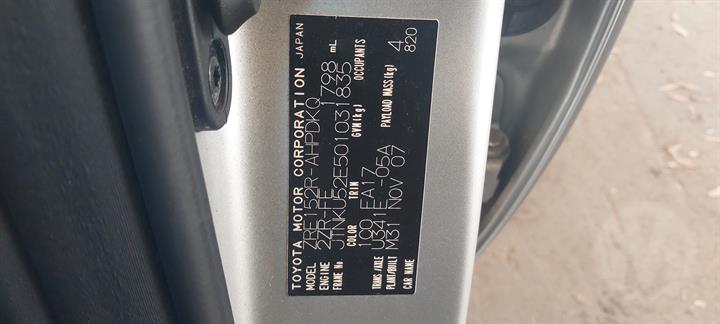 TOYOTA MOTOR CORPORATION JAPAN
MODEL ZRE152R-AHPDKQ
ENGINE 2ZR-FE 1798 mL
FRAME No. JTNKU52E501031835
COLOR TRIM GVM(kg) OCCUPANTS 4
1C0 EA17 PAYLOAD MASS(kg) 820
TRANS/AXLE U341E -05A
PLANT/BUILT M31 NOV 07
CAR NAME